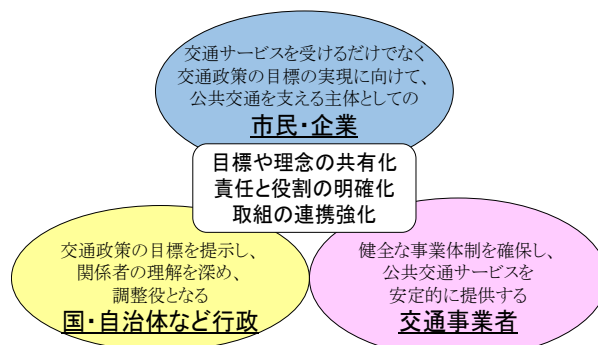 交通サービスを受けるだけでなく
交通政策の目標の実現に向けて、
公共交通を支える主体としての
市民・企業
目標や理念の共有化
責任と役割の明確化
取組の連携強化
交通政策の目標を提示し、
関係者の理解を深め、
調整役となる
国・自治体など行政
健全な事業体制を確保し、
公共交通サービスを
安定的に提供する
交通事業者